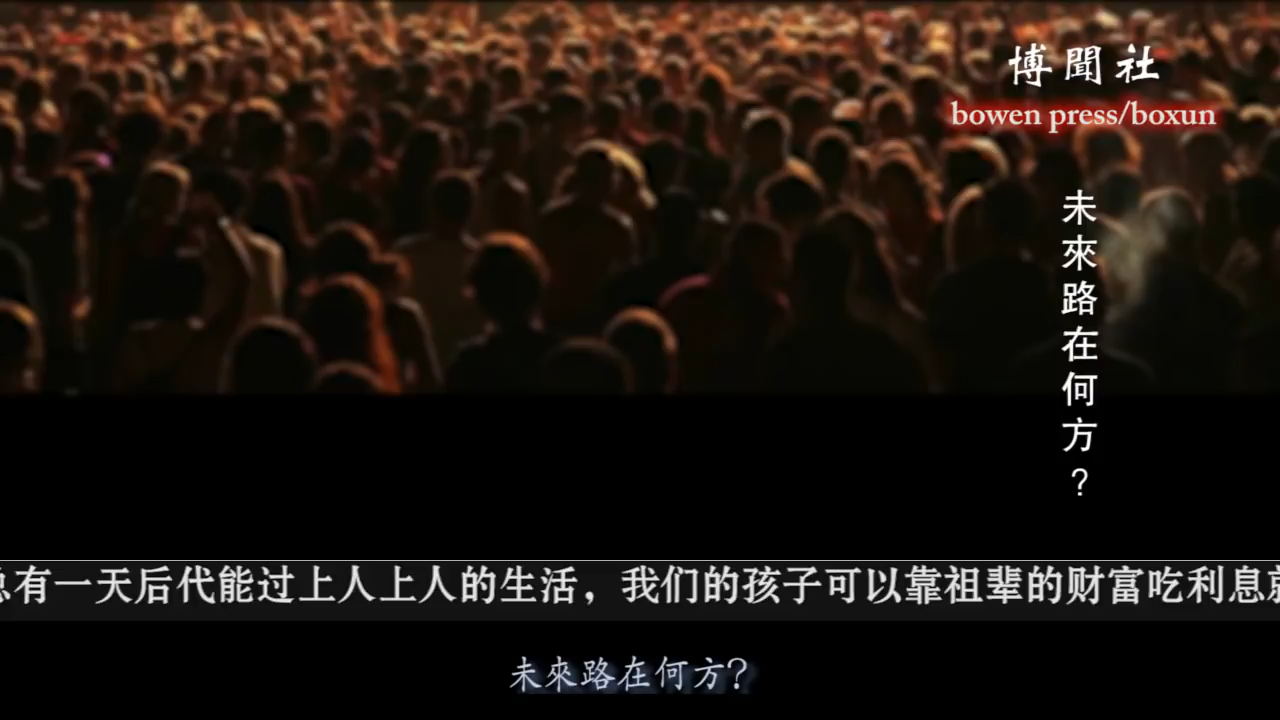 博聞社
bowen press/boxun
未來路在何方?
有一天后代能过上人上人的生活，我们的孩子可以靠祖辈的财富吃利息
未來路在何方?